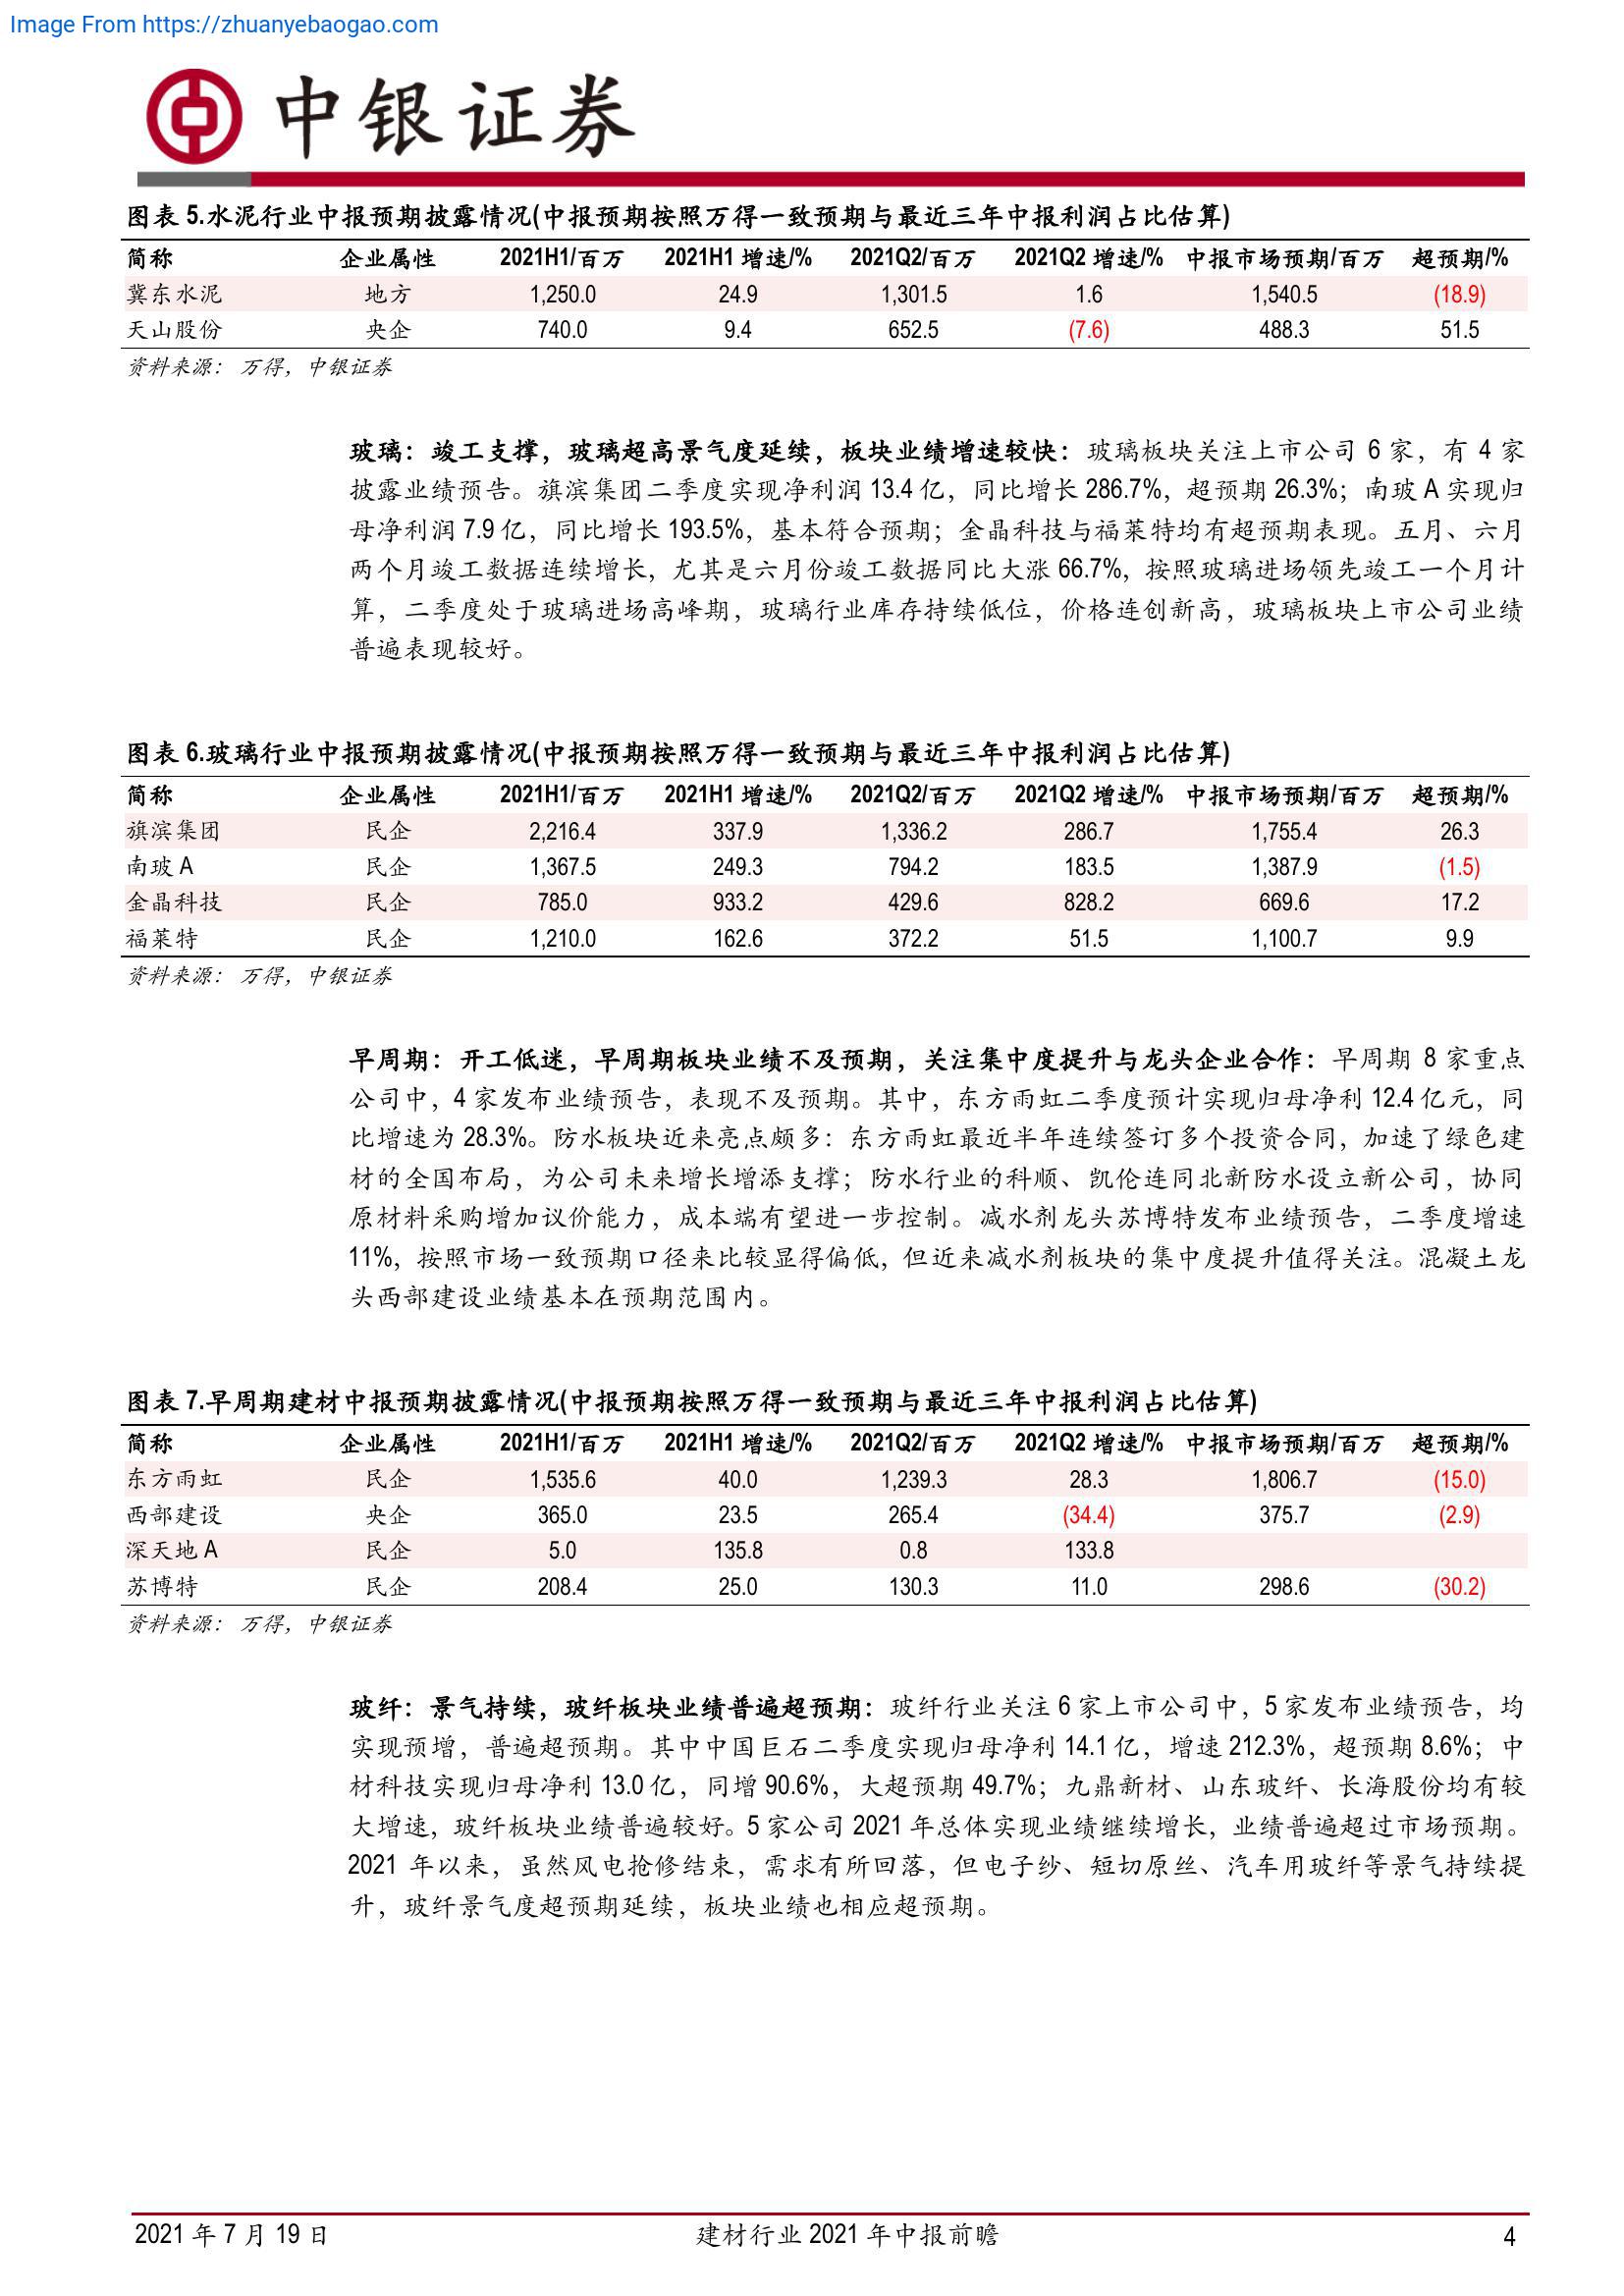 Image From https://zhuanyebaogao.com
中银证券
图表 5.水泥行业中报预期披露情况(中报预期按照万得一致预期与最近三年中报利润占比估算)
简称 企业属性 2021H1/百万 2021H1 增速/% 2021Q2/百万 2021Q2 增速/% 中报市场预期/百万 超预期/%
冀东水泥 地方 1,250.0 24.9 1,301.5 1.6 1,540.5 (18.9)
天山股份 央企 740.0 9.4 652.5 (7.6) 488.3 51.5
资料来源：万得，中银证券
玻璃：竣工支撑，玻璃超高景气度延续，板块业绩增速较快：玻璃板块关注上市公司 6 家，有 4 家
披露业绩预告。旗滨集团二季度实现净利润 13.4 亿，同比增长 286.7%，超预期 26.3%；南玻 A 实现归
母净利润 7.9 亿，同比增长 193.5%，基本符合预期；金晶科技与福莱特均有超预期表现。五月、六月
两个月竣工数据连续增长，尤其是六月份竣工数据同比大涨 66.7%，按照玻璃进场领先竣工一个月计
算，二季度处于玻璃进场高峰期，玻璃行业库存持续低位，价格连创新高，玻璃板块上市公司业绩
普遍表现较好。
图表 6.玻璃行业中报预期披露情况(中报预期按照万得一致预期与最近三年中报利润占比估算)
简称 企业属性 2021H1/百万 2021H1 增速/% 2021Q2/百万 2021Q2 增速/% 中报市场预期/百万 超预期/%
旗滨集团 民企 2,216.4 337.9 1,336.2 286.7 1,755.4 26.3
南玻 A 民企 1,367.5 249.3 794.2 183.5 1,387.9 (1.5)
金晶科技 民企 785.0 933.2 429.6 828.2 669.6 17.2
福莱特 民企 1,210.0 162.6 372.2 51.5 1,100.7 9.9
资料来源：万得，中银证券
早周期：开工低迷，早周期板块业绩不及预期，关注集中度提升与龙头企业合作：早周期 8 家重点
公司中，4 家发布业绩预告，表现不及预期。其中，东方雨虹二季度预计实现归母净利 12.4 亿元，同
比增速为 28.3%。防水板块近来亮点颇多：东方雨虹最近半年连续签订多个投资合同，加速了绿色建
材的全国布局，为公司未来增长增添支撑；防水行业的科顺、凯伦连同北新防水设立新公司，协同
原材料采购增加议价能力，成本端有望进一步控制。减水剂龙头苏博特发布业绩预告，二季度增速
11%，按照市场一致预期口径来比较显得偏低，但近来减水剂板块的集中度提升值得关注。混凝土龙
头西部建设业绩基本在预期范围内。
图表 7.早周期建材中报预期披露情况(中报预期按照万得一致预期与最近三年中报利润占比估算)
简称 企业属性 2021H1/百万 2021H1 增速/% 2021Q2/百万 2021Q2 增速/% 中报市场预期/百万 超预期/%
东方雨虹 民企 1,535.6 40.0 1,239.3 28.3 1,806.7 (15.0)
西部建设 央企 365.0 23.5 265.4 (34.4) 375.7 (2.9)
深天地 A 民企 5.0 135.8 0.8 133.8
苏博特 民企 208.4 25.0 130.3 11.0 298.6 (30.2)
资料来源：万得，中银证券
玻纤：景气持续，玻纤板块业绩普遍超预期：玻纤行业关注 6 家上市公司中，5 家发布业绩预告，均
实现预增，普遍超预期。其中中国巨石二季度实现归母净利 14.1 亿，增速 212.3%，超预期 8.6%；中
材科技实现归母净利 13.0 亿，同增 90.6%，大超预期 49.7%；九鼎新材、山东玻纤、长海股份均有较
大增速，玻纤板块业绩普遍较好。5 家公司 2021 年总体实现业绩继续增长，业绩普遍超过市场预期。
2021 年以来，虽然风电抢修结束，需求有所回落，但电子纱、短切原丝、汽车用玻纤等景气持续提
升，玻纤景气度超预期延续，板块业绩也相应超预期。
2021 年 7 月 19 日 建材行业 2021 年中报前瞻 4